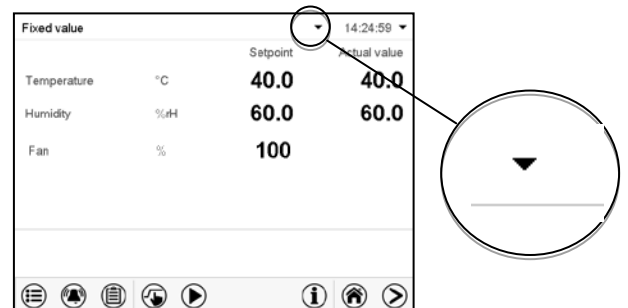 Fixed value 14:24:59
Setpoint Actual value
Temperature °C 40.0 40.0
Humidity %rH 60.0 60.0
Fan % 100